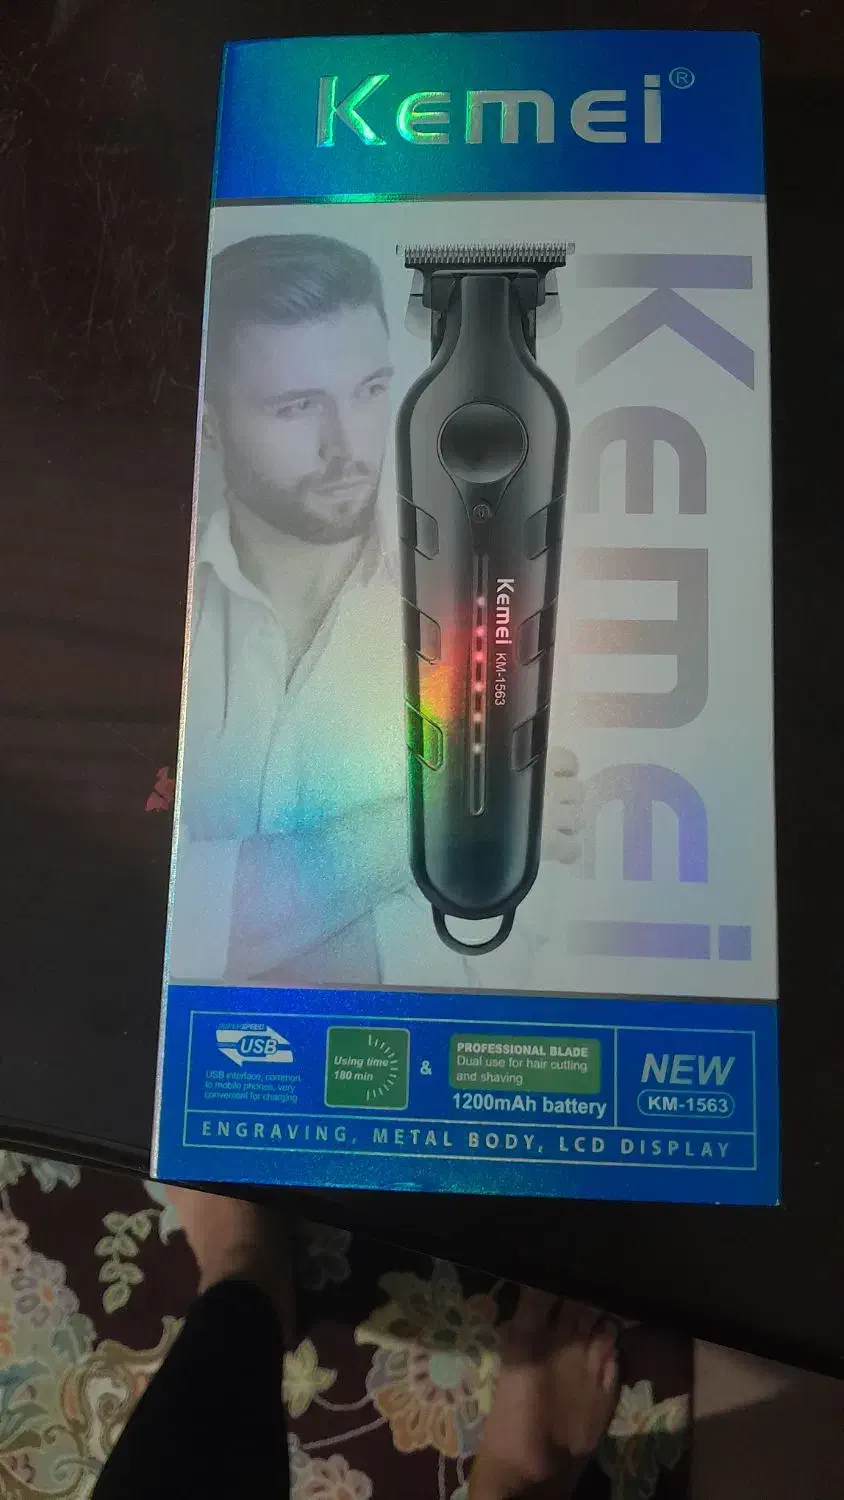 Kemei®
Kemei
Kemei KM-1563
SUPERSPEED
USB
USB interface, common
to mobile phones, very
convenient for charging
Using time
180 min
&
PROFESSIONAL BLADE
Dual use for hair cutting
and shaving
1200mAh battery
NEW
KM-1563
ENGRAVING, METAL BODY, LCD DISPLAY